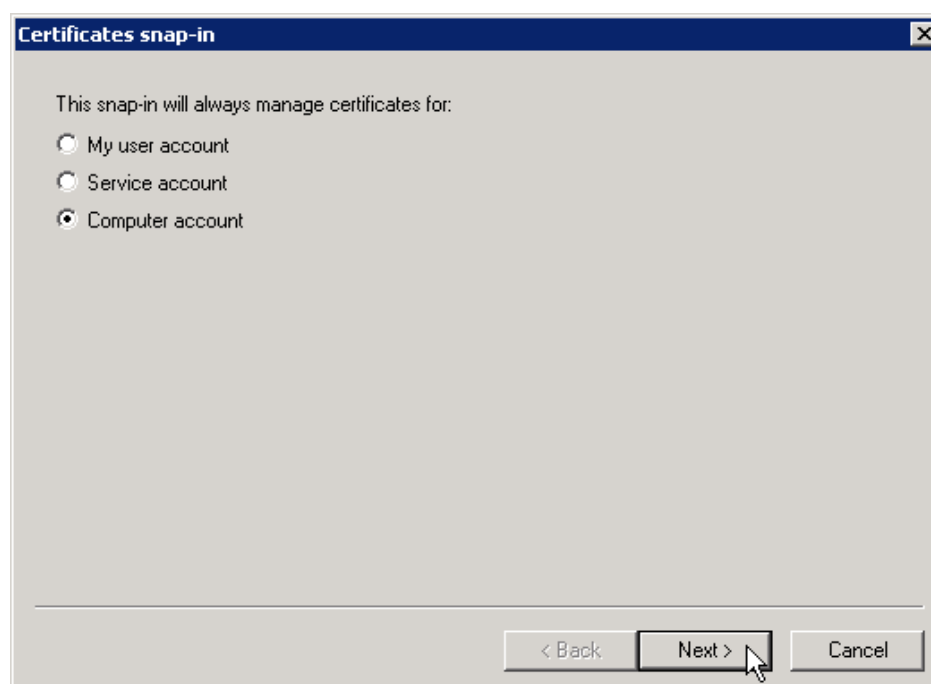 Certificates snap-in
This snap-in will always manage certificates for:
My user account
Service account
Computer account
< Back Next > Cancel